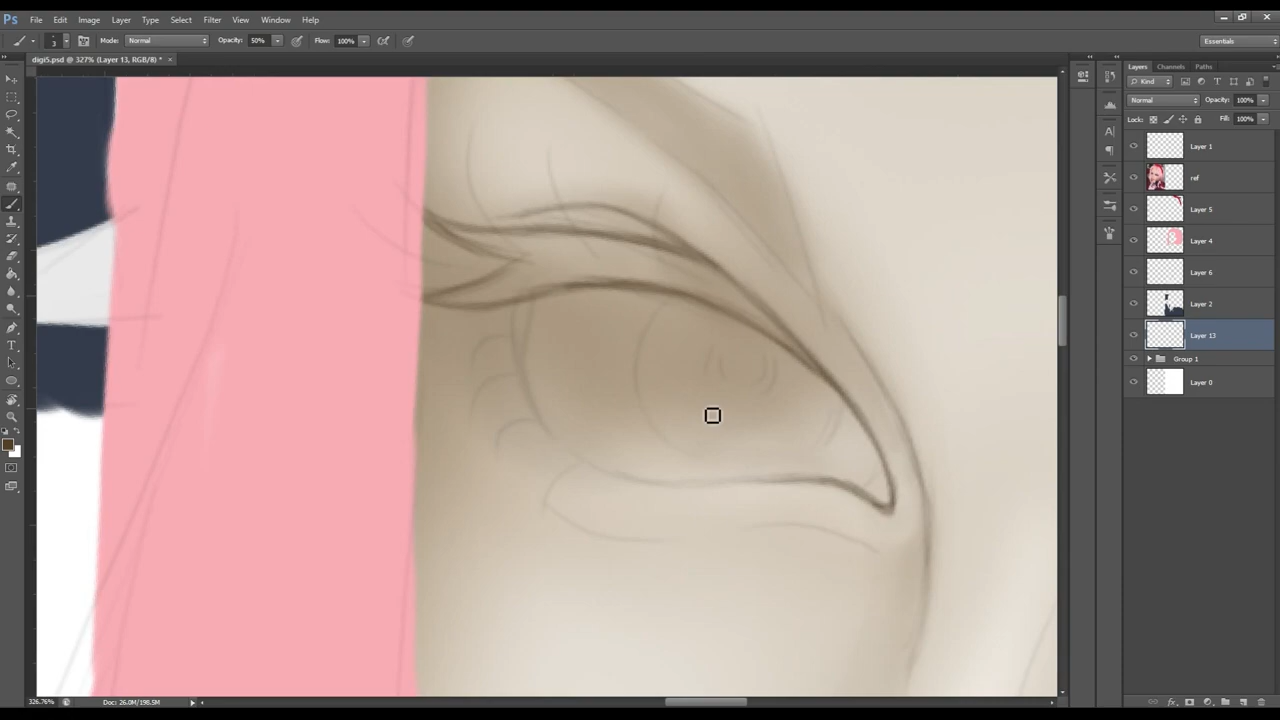 Ps File Edit Image Layer Type Select Filter View Window Help
3 Mode: Normal Opacity: 50% Flow: 100% Essentials
digi5.psd @ 327% (Layer 13, RGB/8) * ×
Layers Channels Paths
Kind
Normal Opacity: 100%
Lock: Fill: 100%
Layer 1
ref
Layer 5
Layer 4
Layer 6
Layer 2
Layer 13
Group 1
Layer 0
326.76% Doc: 26.0M/198.5M